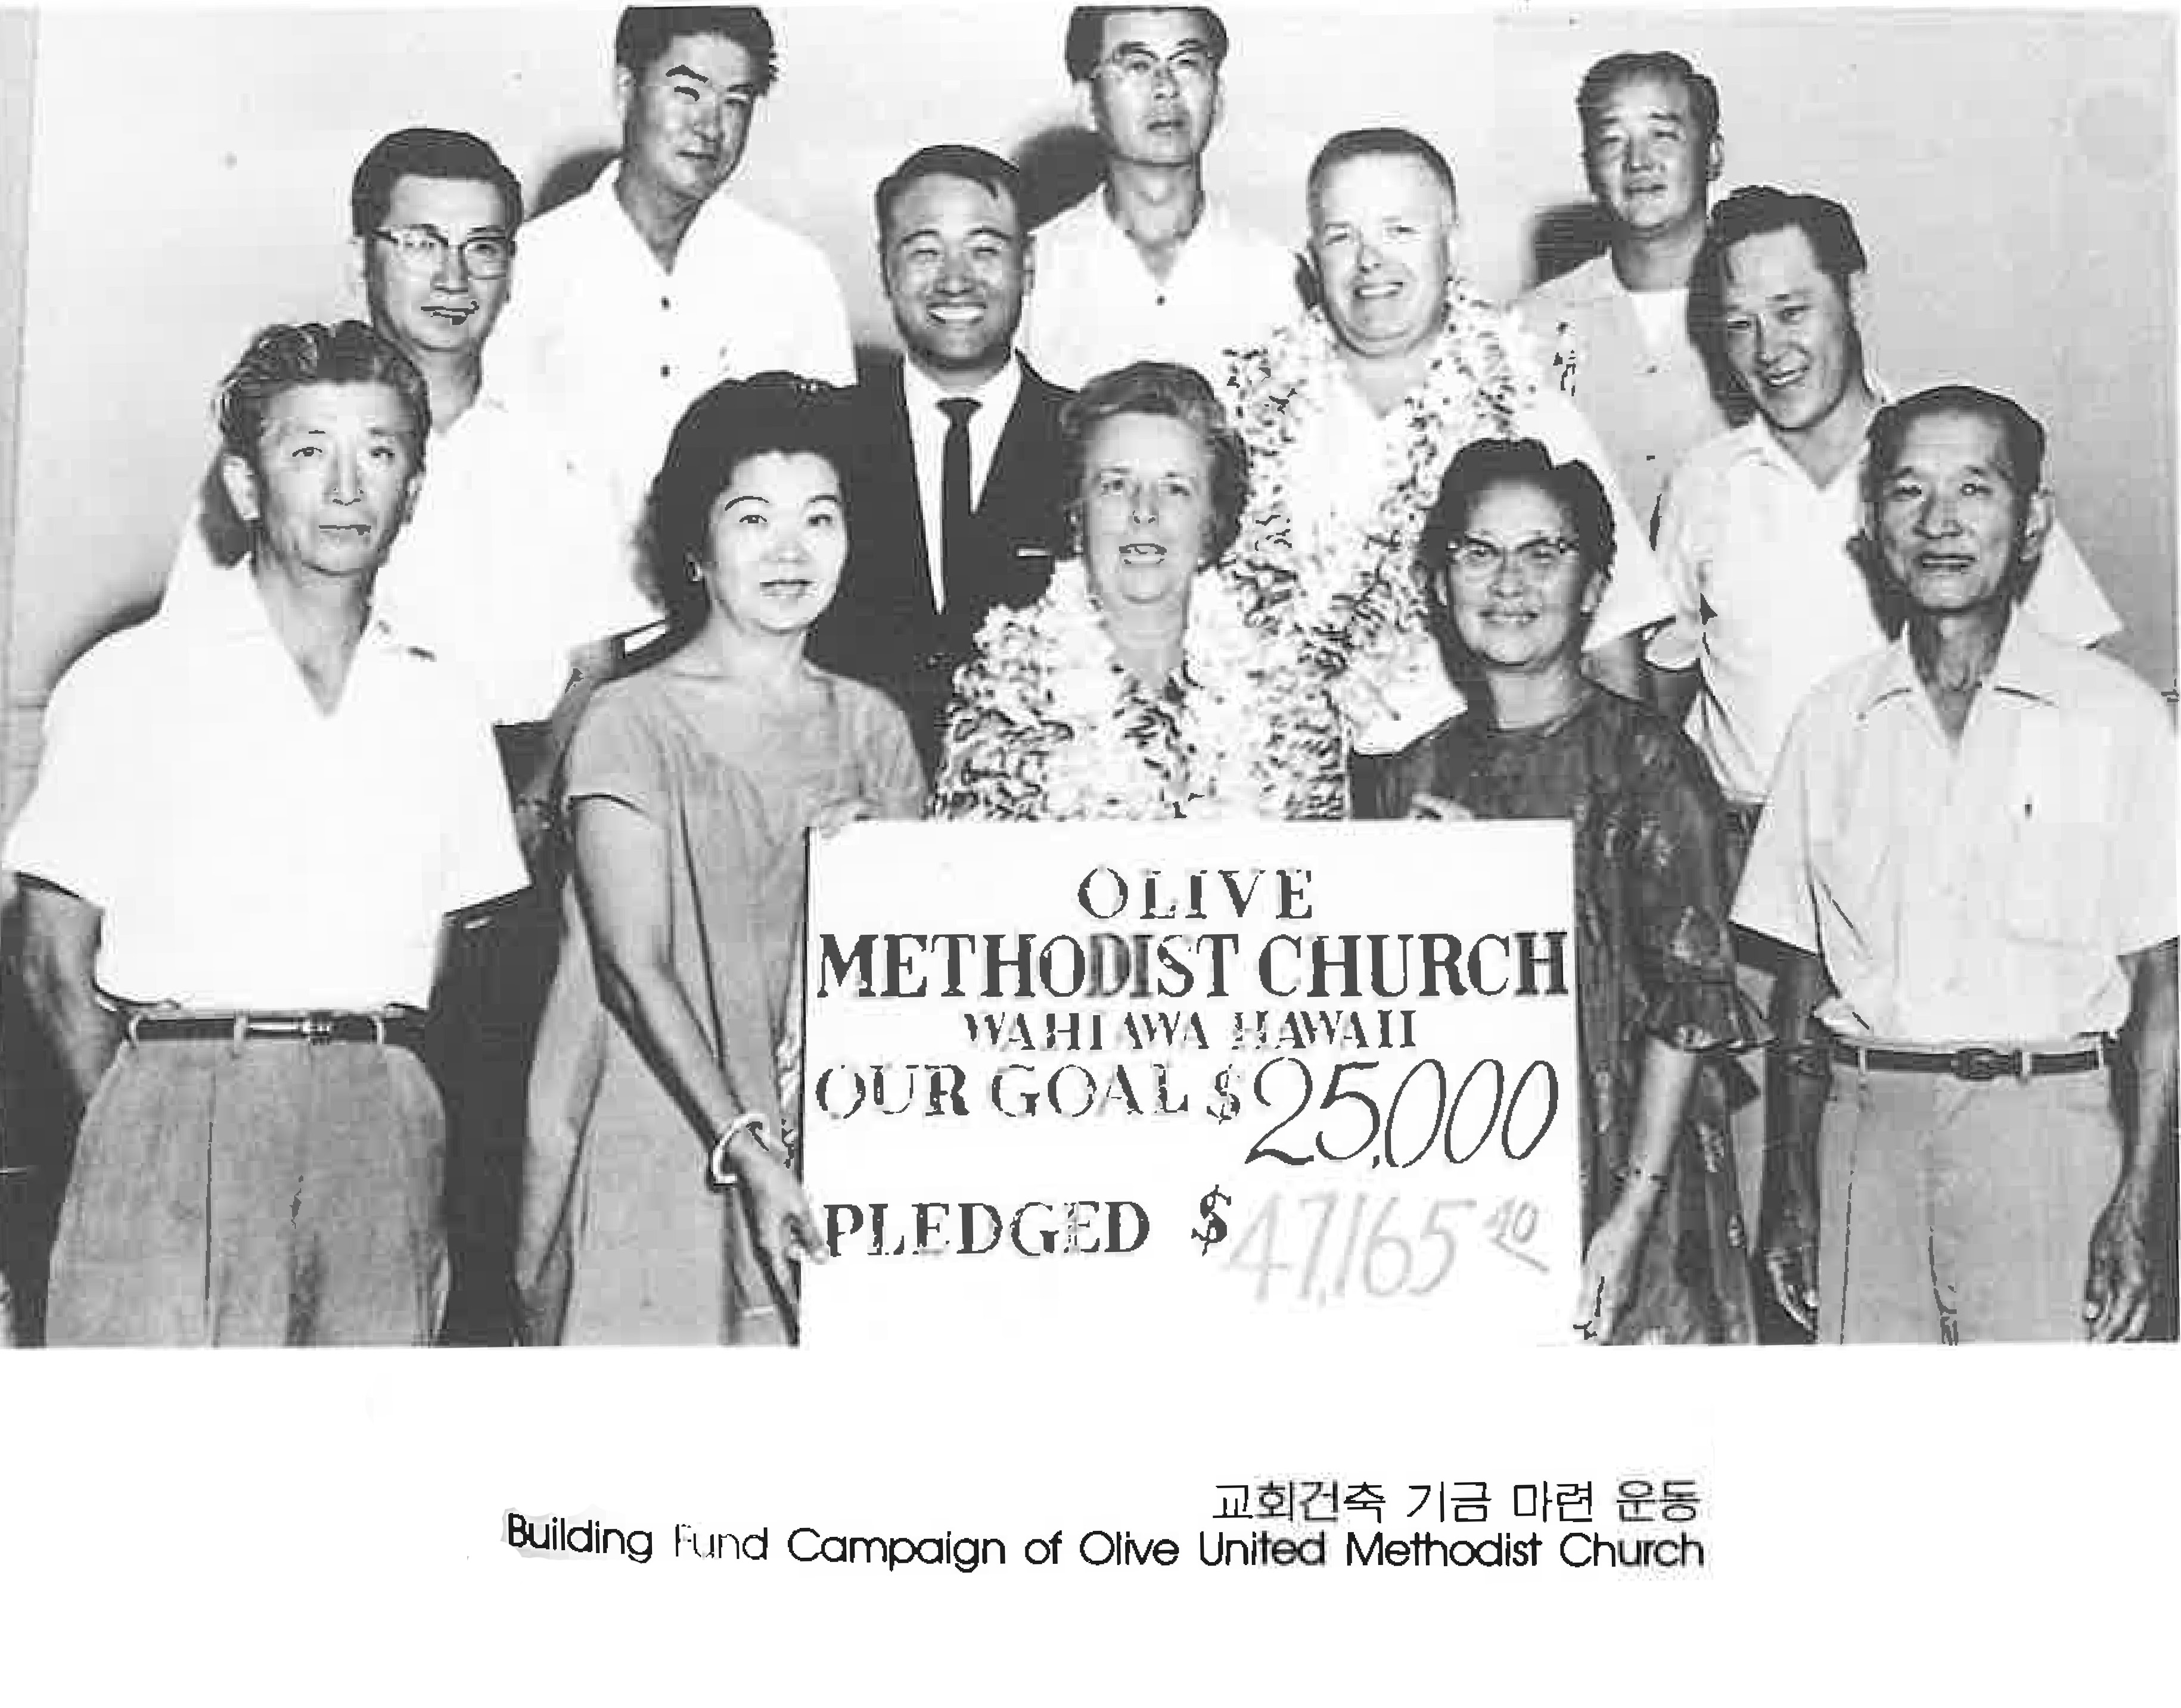 OLIVE
METHODIST CHURCH
WAHIAWA HAWAII
OUR GOAL $25,000
PLEDGED $47,165 40
교회건축 기금 마련 운동
Building Fund Campaign of Olive United Methodist Church